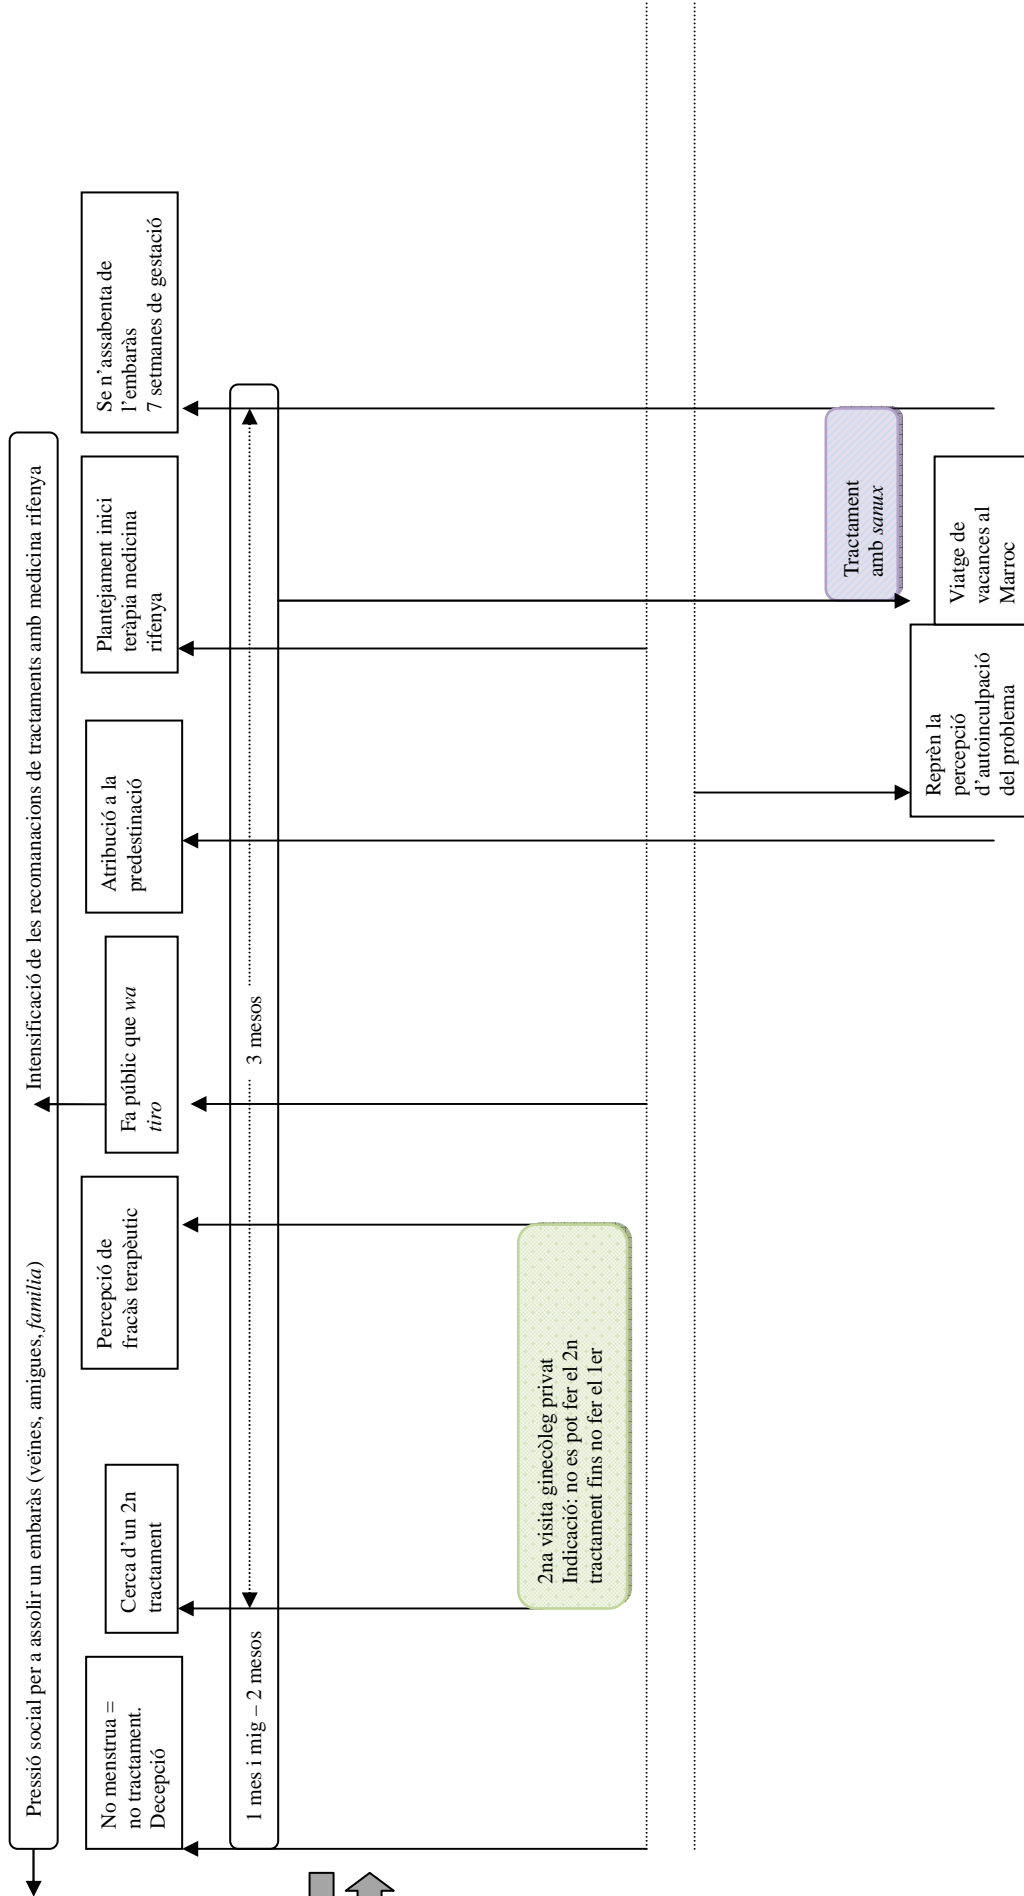 Pressió social per a assolir un embaràs (veïnes, amigues, familia)
Intensificació de les recomanacions de tractaments amb medicina rifenya
No menstrua =
no tractament.
Decepció
Cerca d’un 2n
tractament
Percepció de
fracàs terapèutic
Fa públic que wa
tiro
Atribució a la
predestinació
Plantejament inici
teràpia medicina
rifenya
Se n’assabenta de
l’embaràs
7 setmanes de gestació
1 mes i mig – 2 mesos
3 mesos
2na visita ginecòleg privat
Indicació: no es pot fer el 2n
tractament fins no fer el 1er
Tractament
amb sanux
Reprèn la
percepció
d’autoinculpació
del problema
Viatge de
vacances al
Marroc